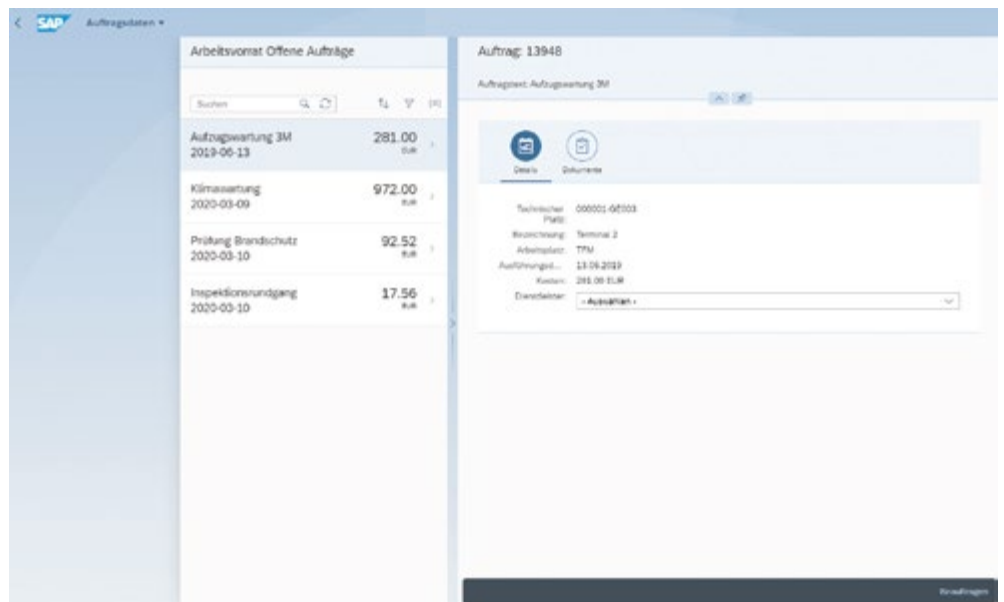 SAP Auftragsdaten
Arbeitsvorrat Offene Aufträge
Suchen
Aufzugswartung 3M 281.00
2019-06-13 EUR
Klimawartung 972.00
2020-03-09 EUR
Prüfung Brandschutz 92.52
2020-03-10 EUR
Inspektionsrundgang 17.56
2020-03-10 EUR
Auftrag: 13948
Auftragstext: Aufzugswartung 3M
Details Dokumente
Technischer
Platz:
Bezeichnung: Terminal 2
Arbeitsplatz: TFM
Ausführungsd... 13.06.2019
Kosten: 281.00 EUR
Dienstleister: - Auswählen -
Beauftragen